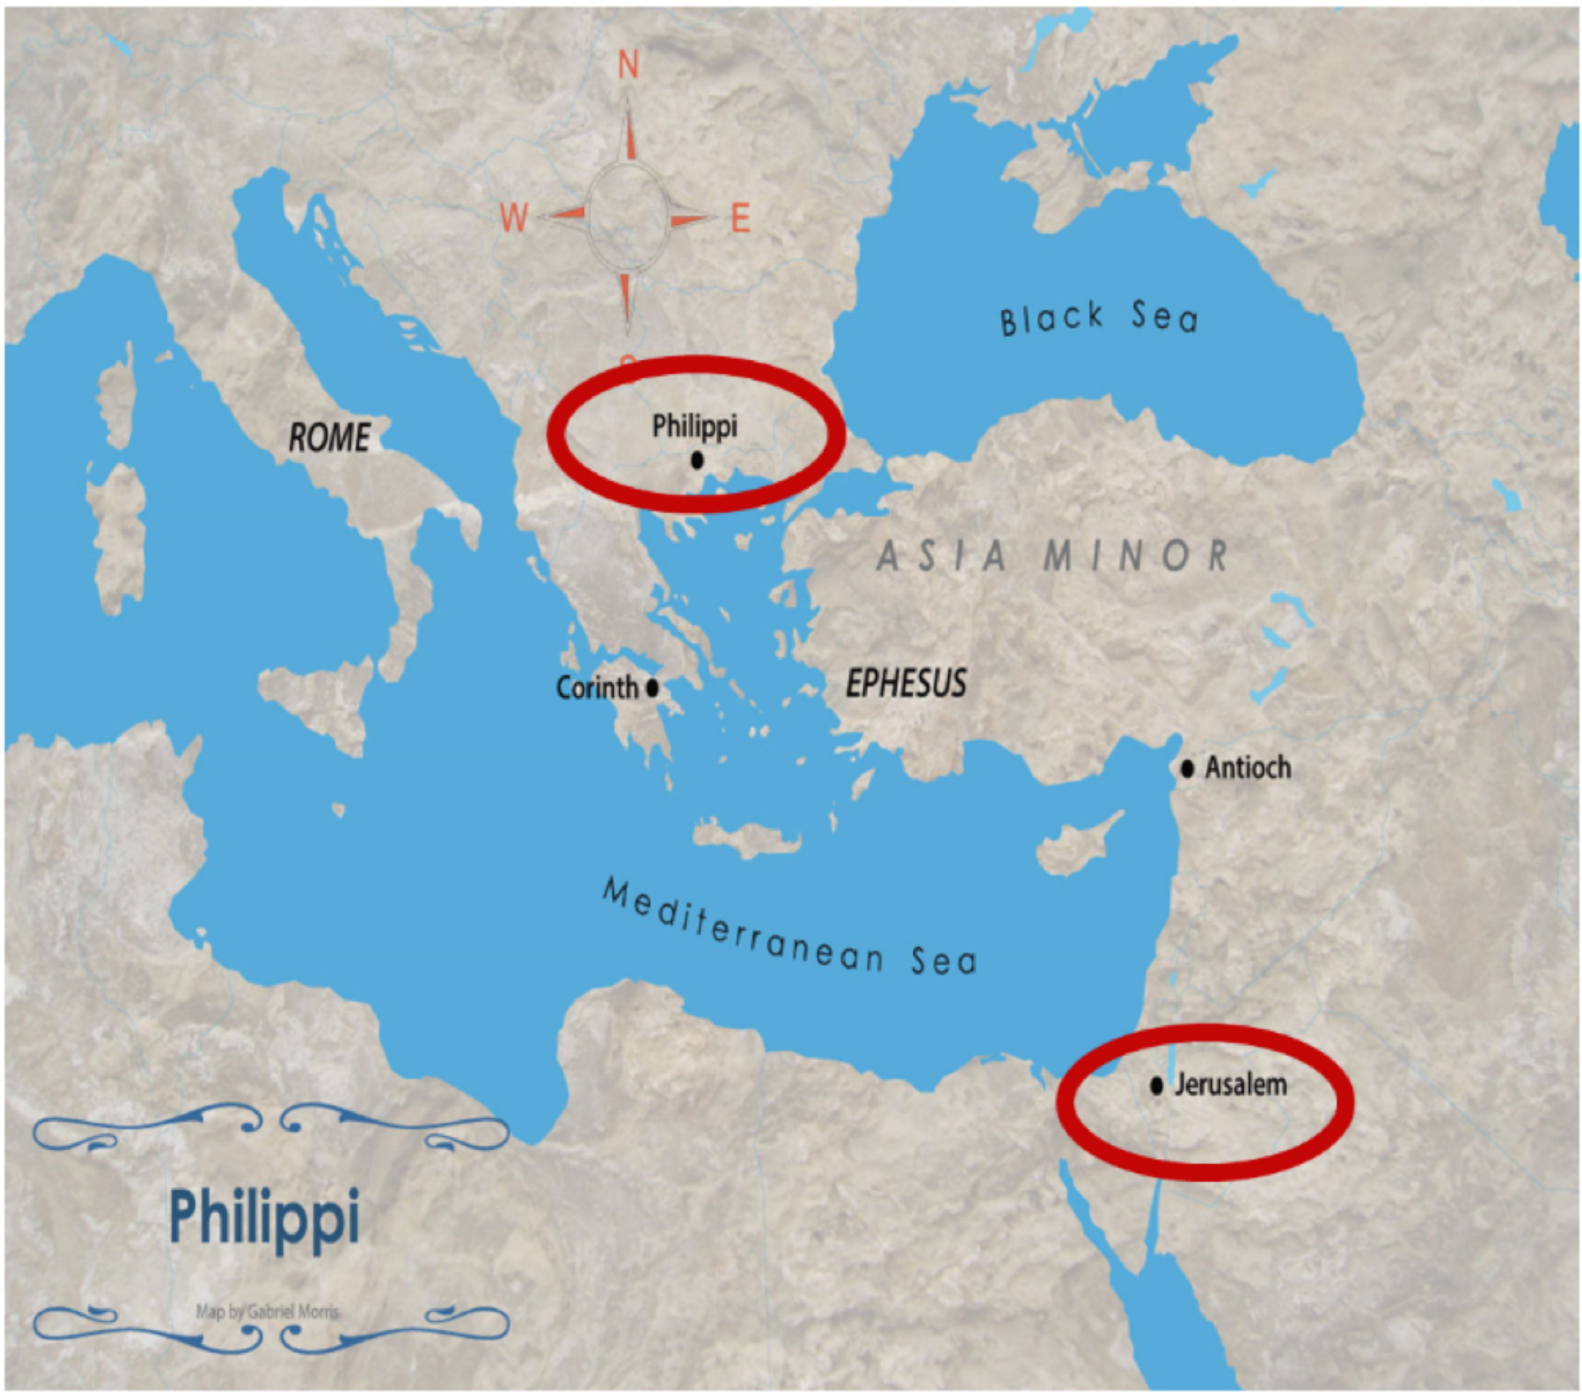 N
W
E
Black Sea
Philippi
ROME
ASIA MINOR
Corinth
EPHESUS
Antioch
Mediterranean Sea
Jerusalem
Philippi
Map by Gabriel Morris